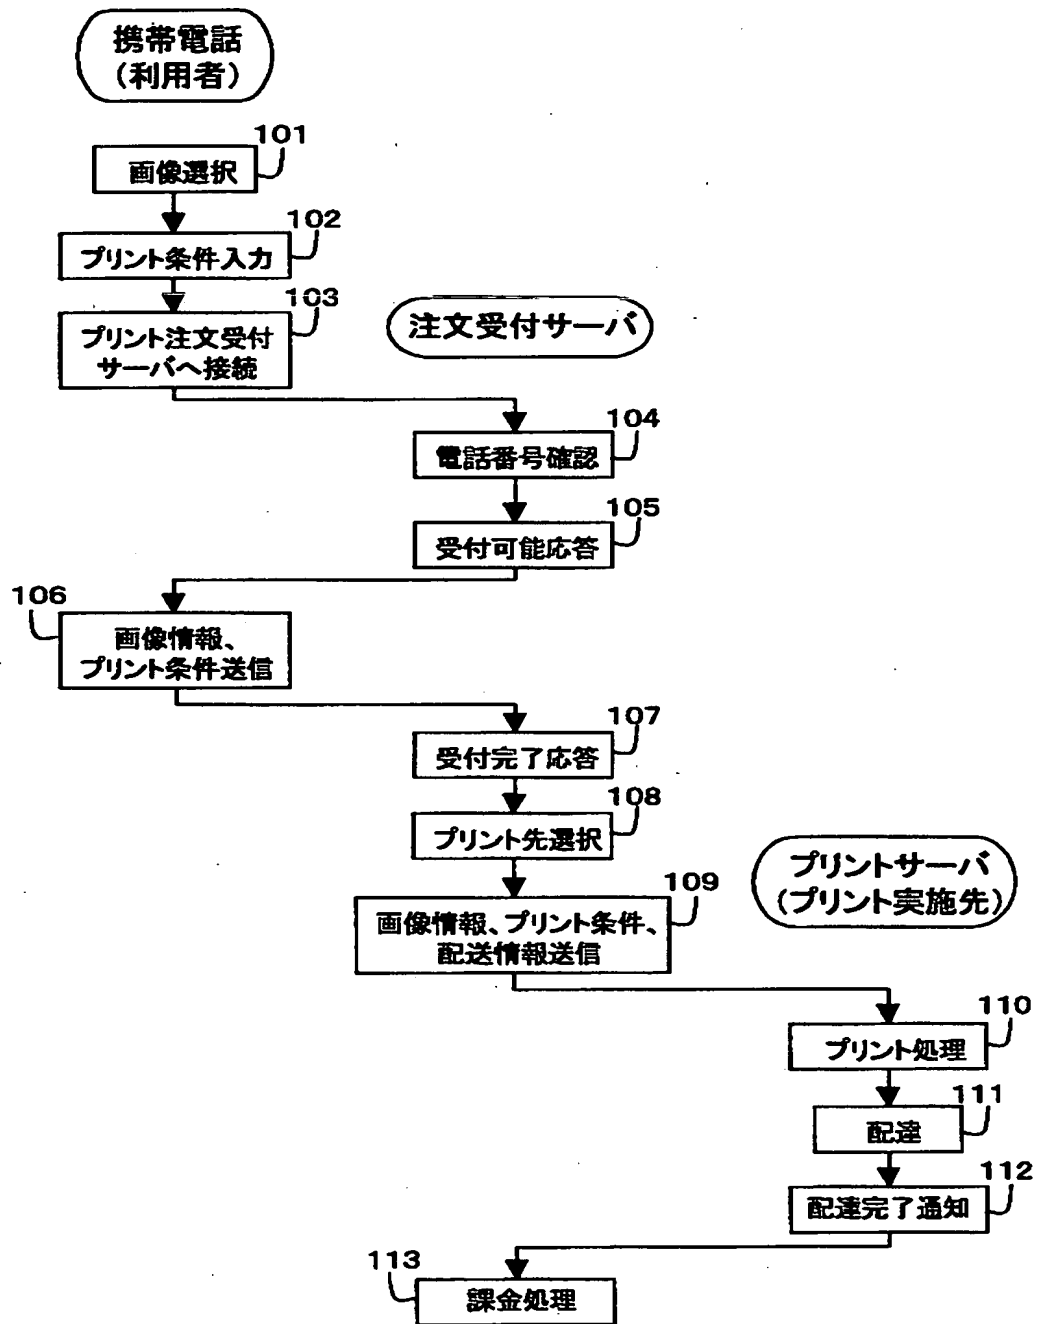 携帯電話
（利用者）
101
画像選択
102
プリント条件入力
103
プリント注文受付
サーバへ接続
注文受付サーバ
104
電話番号確認
105
受付可能応答
106
画像情報、
プリント条件送信
107
受付完了応答
108
プリント先選択
プリントサーバ
（プリント実施先）
109
画像情報、プリント条件、
配送情報送信
110
プリント処理
111
配達
112
配達完了通知
113
課金処理